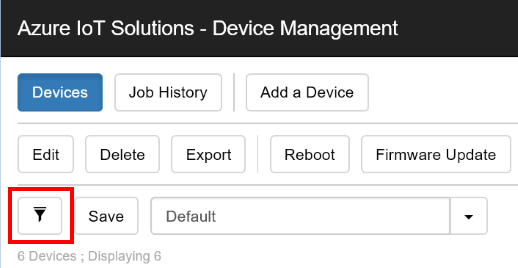 Azure IoT Solutions - Device Management
Devices Job History Add a Device
Edit Delete Export Reboot Firmware Update
Save Default
6 Devices ; Displaying 6